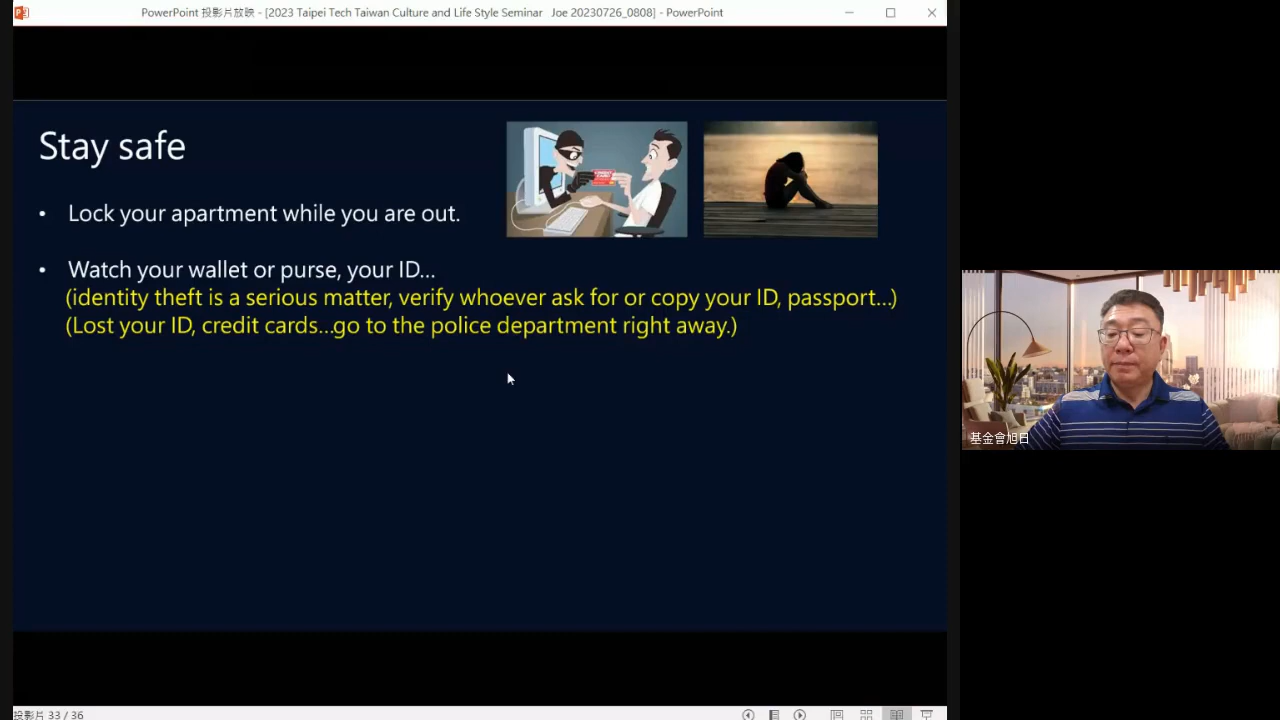 PowerPoint 投影片放映 - [2023 Taipei Tech Taiwan Culture and Life Style Seminar Joe 20230726_0808] - PowerPoint
Stay safe
• Lock your apartment while you are out.
• Watch your wallet or purse, your ID...
(identity theft is a serious matter, verify whoever ask for or copy your ID, passport...)
(Lost your ID, credit cards...go to the police department right away.)
基金會旭日
投影片 33 / 36